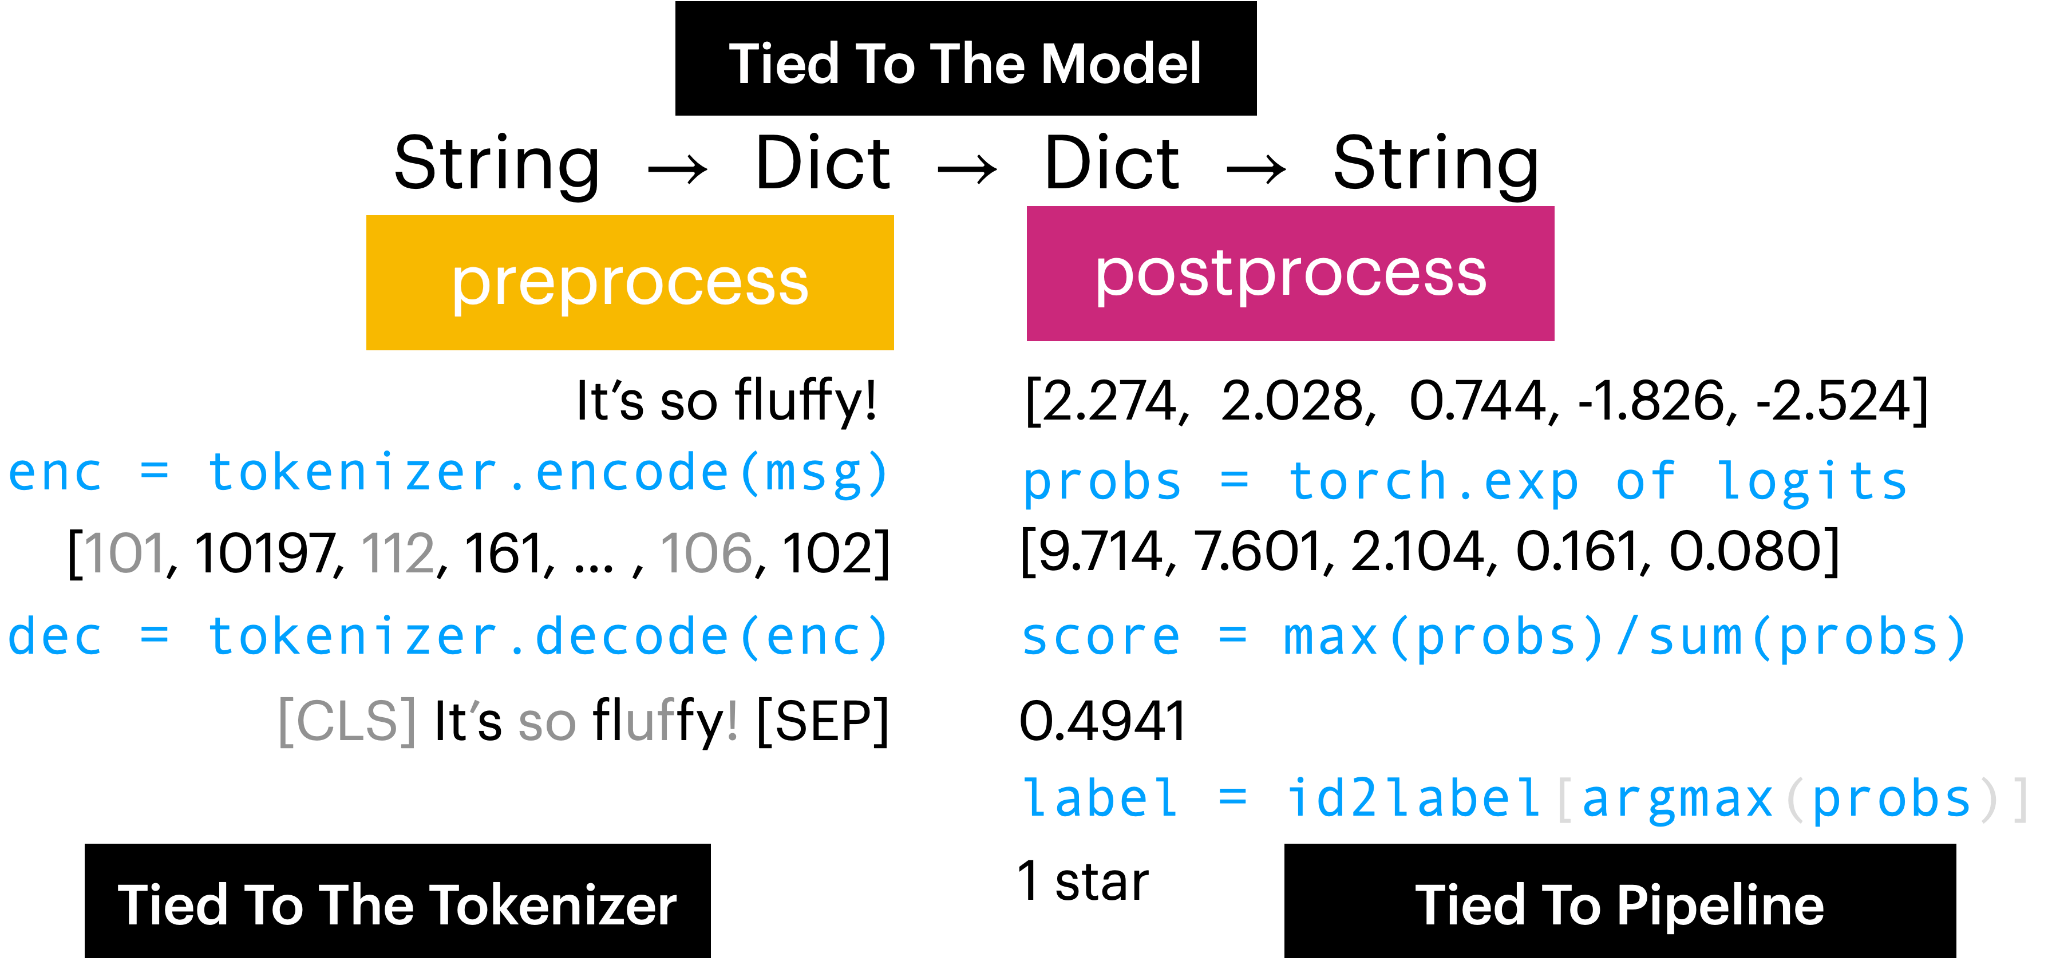 Tied To The Model
String → Dict → Dict → String
preprocess
postprocess
It’s so fluffy!
enc = tokenizer.encode(msg)
[101, 10197, 112, 161, ... , 106, 102]
dec = tokenizer.decode(enc)
[CLS] It’s so fluffy! [SEP]
Tied To The Tokenizer
[2.274, 2.028, 0.744, -1.826, -2.524]
probs = torch.exp of logits
[9.714, 7.601, 2.104, 0.161, 0.080]
score = max(probs)/sum(probs)
0.4941
label = id2label[argmax(probs)]
1 star
Tied To Pipeline